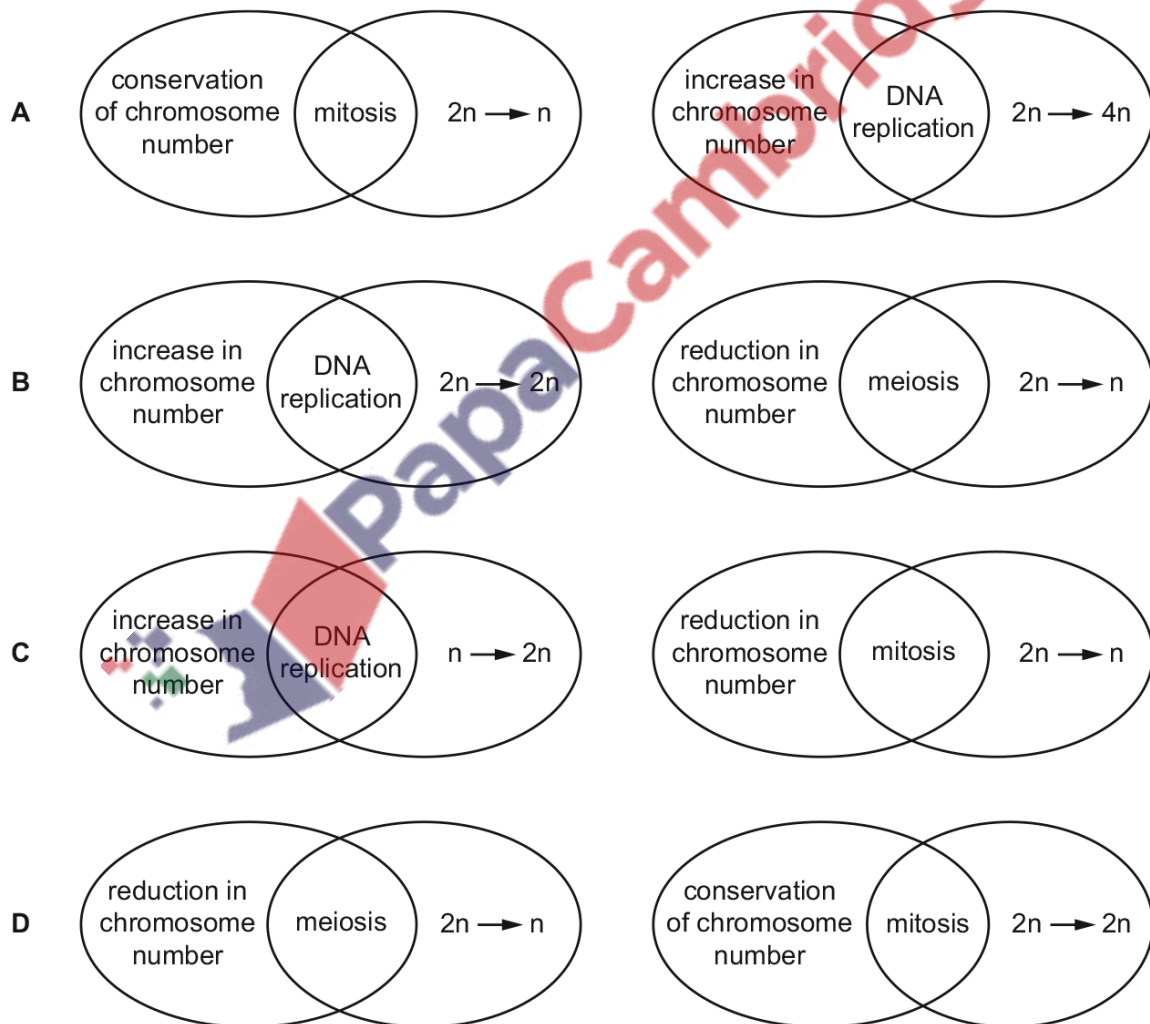 A
conservation
of chromosome
number
mitosis
2n → n
increase in
chromosome
number
DNA
replication
2n → 4n
B
increase in
chromosome
number
DNA
replication
2n → 2n
reduction in
chromosome
number
meiosis
2n → n
C
increase in
chromosome
number
DNA
replication
n → 2n
reduction in
chromosome
number
mitosis
2n → n
D
reduction in
chromosome
number
meiosis
2n → n
conservation
of chromosome
number
mitosis
2n → 2n
PapaCambridge